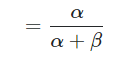 = α / (α + β)